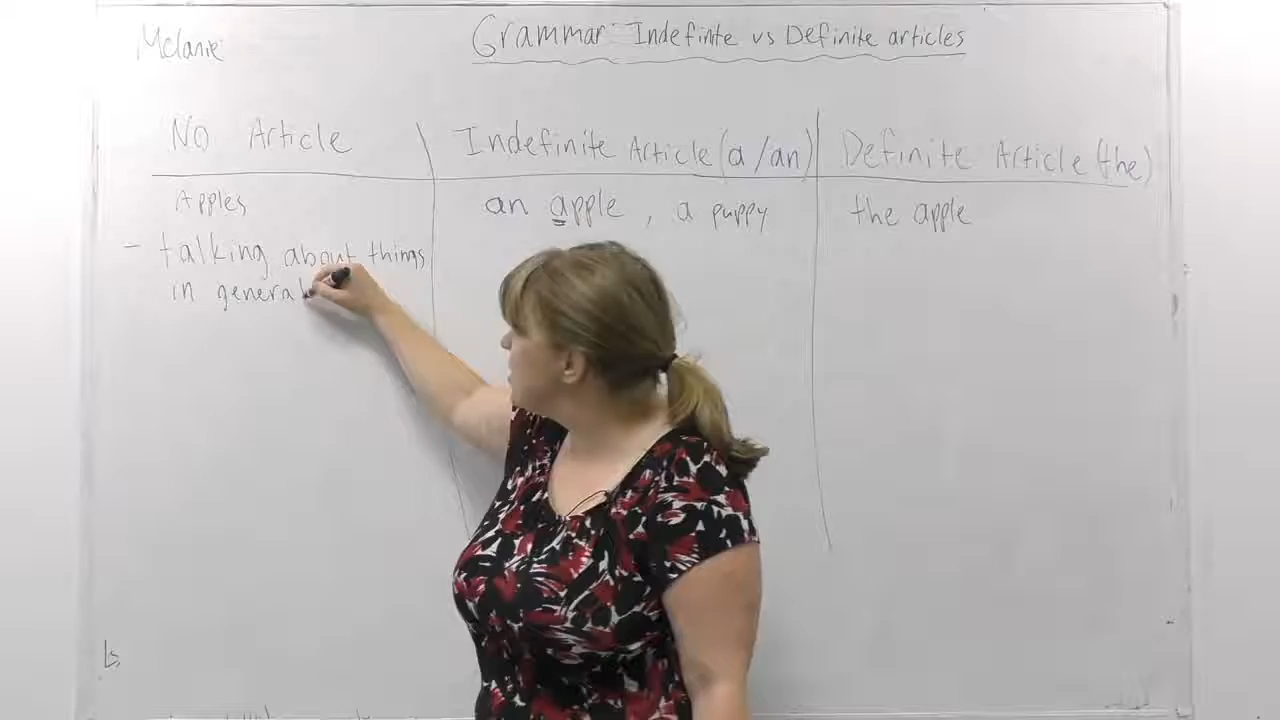 Melanie
Grammar: Indefinite vs Definite articles
No Article
Indefinite Article (a/an)
Definite Article (the)
Apples
an apple, a puppy
the apple
- talking about things
in general